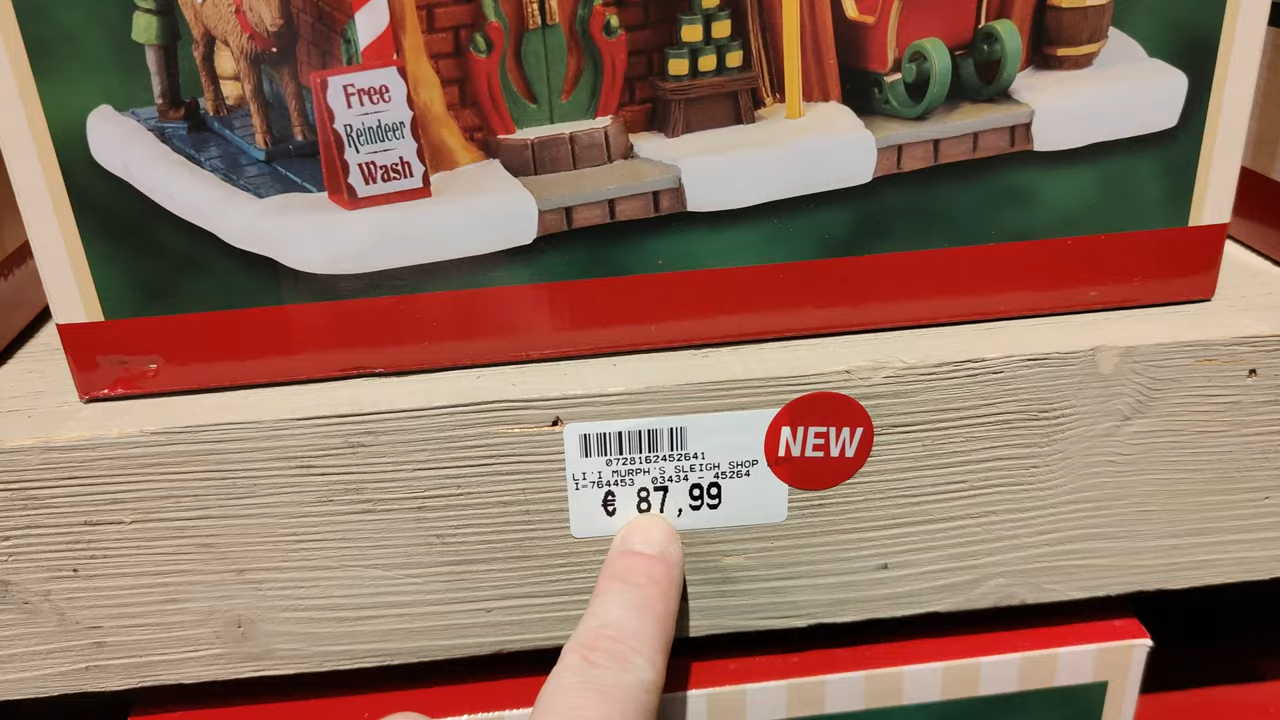 Free
Reindeer
Wash
0728162452641
LI'I MURPH'S SLEIGH SHOP
I=764453 03434 - 45264
€ 87,99
NEW